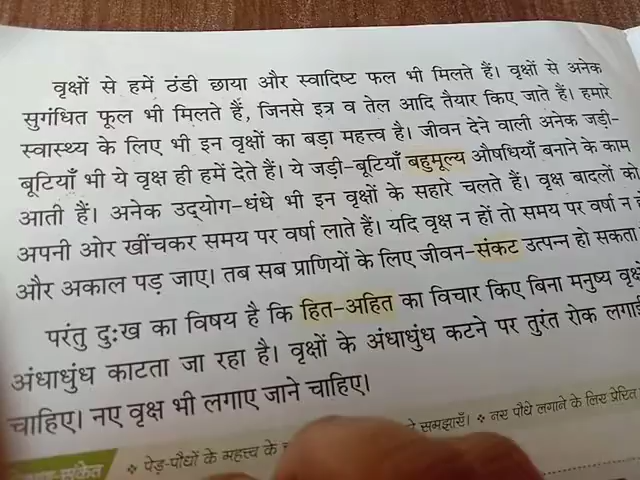 वृक्षों से हमें ठंडी छाया और स्वादिष्ट फल भी मिलते हैं। वृक्षों से अनेक
सुगंधित फूल भी मिलते हैं, जिनसे इत्र व तेल आदि तैयार किए जाते हैं। हमारे
स्वास्थ्य के लिए भी इन वृक्षों का बड़ा महत्त्व है। जीवन देने वाली अनेक जड़ी-
बूटियाँ भी ये वृक्ष ही हमें देते हैं। ये जड़ी-बूटियाँ बहुमूल्य औषधियाँ बनाने के काम
आती हैं। अनेक उद्योग-धंधे भी इन वृक्षों के सहारे चलते हैं। वृक्ष बादलों को
अपनी ओर खींचकर समय पर वर्षा लाते हैं। यदि वृक्ष न हों तो समय पर वर्षा न
और अकाल पड़ जाए। तब सब प्राणियों के लिए जीवन-संकट उत्पन्न हो सकता
परंतु दुःख का विषय है कि हित-अहित का विचार किए बिना मनुष्य
अंधाधुंध काटता जा रहा है। वृक्षों के अंधाधुंध कटने पर तुरंत रोक
चाहिए। नए वृक्ष भी लगाए जाने चाहिए।
संकेत ❖ पेड़-पौधों के महत्त्व के समझाएँ। ❖ नए पौधे लगाने के लिए प्रेरित